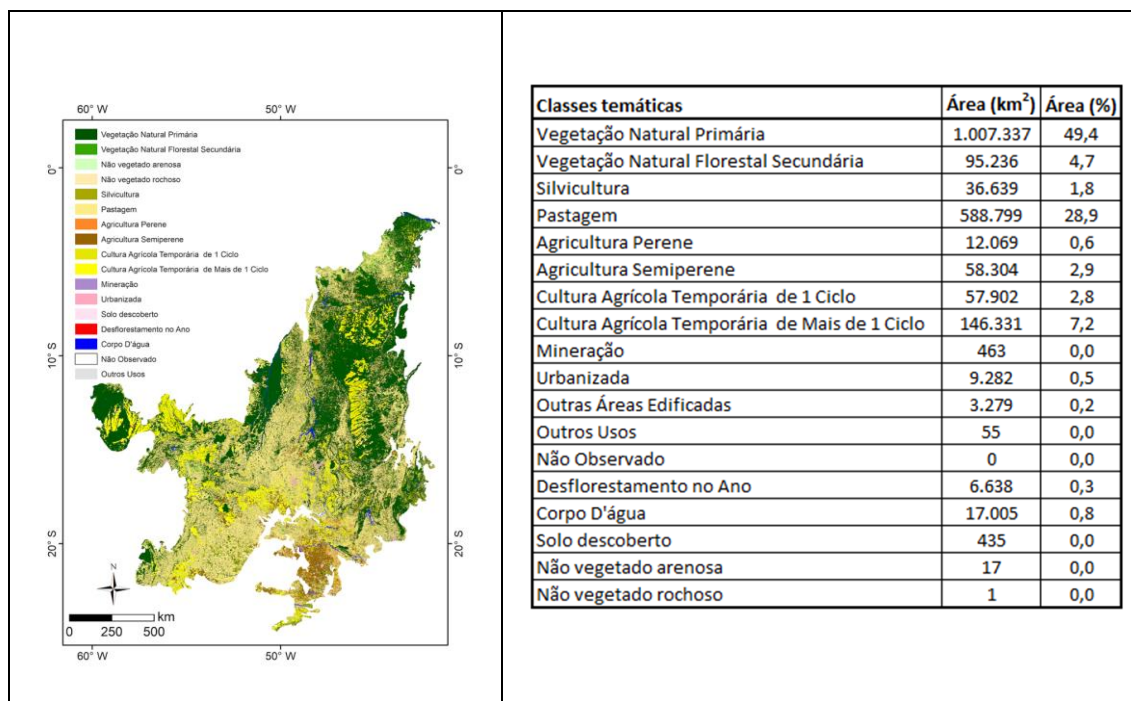 60° W 50° W
Vegetação Natural Primária
Vegetação Natural Florestal Secundária
Não vegetado arenosa
Não vegetado rochoso
Silvicultura
Pastagem
Agricultura Perene
Agricultura Semiperene
Cultura Agrícola Temporária de 1 Ciclo
Cultura Agrícola Temporária de Mais de 1 Ciclo
Mineração
Urbanizada
Solo descoberto
Desflorestamento no Ano
Corpo D'água
Não Observado
Outros Usos
0° 0°
10° S 10° S
20° S 20° S
N
km
0 250 500
60° W 50° W
Classes temáticas Área (km²) Área (%)
Vegetação Natural Primária 1.007.337 49,4
Vegetação Natural Florestal Secundária 95.236 4,7
Silvicultura 36.639 1,8
Pastagem 588.799 28,9
Agricultura Perene 12.069 0,6
Agricultura Semiperene 58.304 2,9
Cultura Agrícola Temporária de 1 Ciclo 57.902 2,8
Cultura Agrícola Temporária de Mais de 1 Ciclo 146.331 7,2
Mineração 463 0,0
Urbanizada 9.282 0,5
Outras Áreas Edificadas 3.279 0,2
Outros Usos 55 0,0
Não Observado 0 0,0
Desflorestamento no Ano 6.638 0,3
Corpo D'água 17.005 0,8
Solo descoberto 435 0,0
Não vegetado arenosa 17 0,0
Não vegetado rochoso 1 0,0